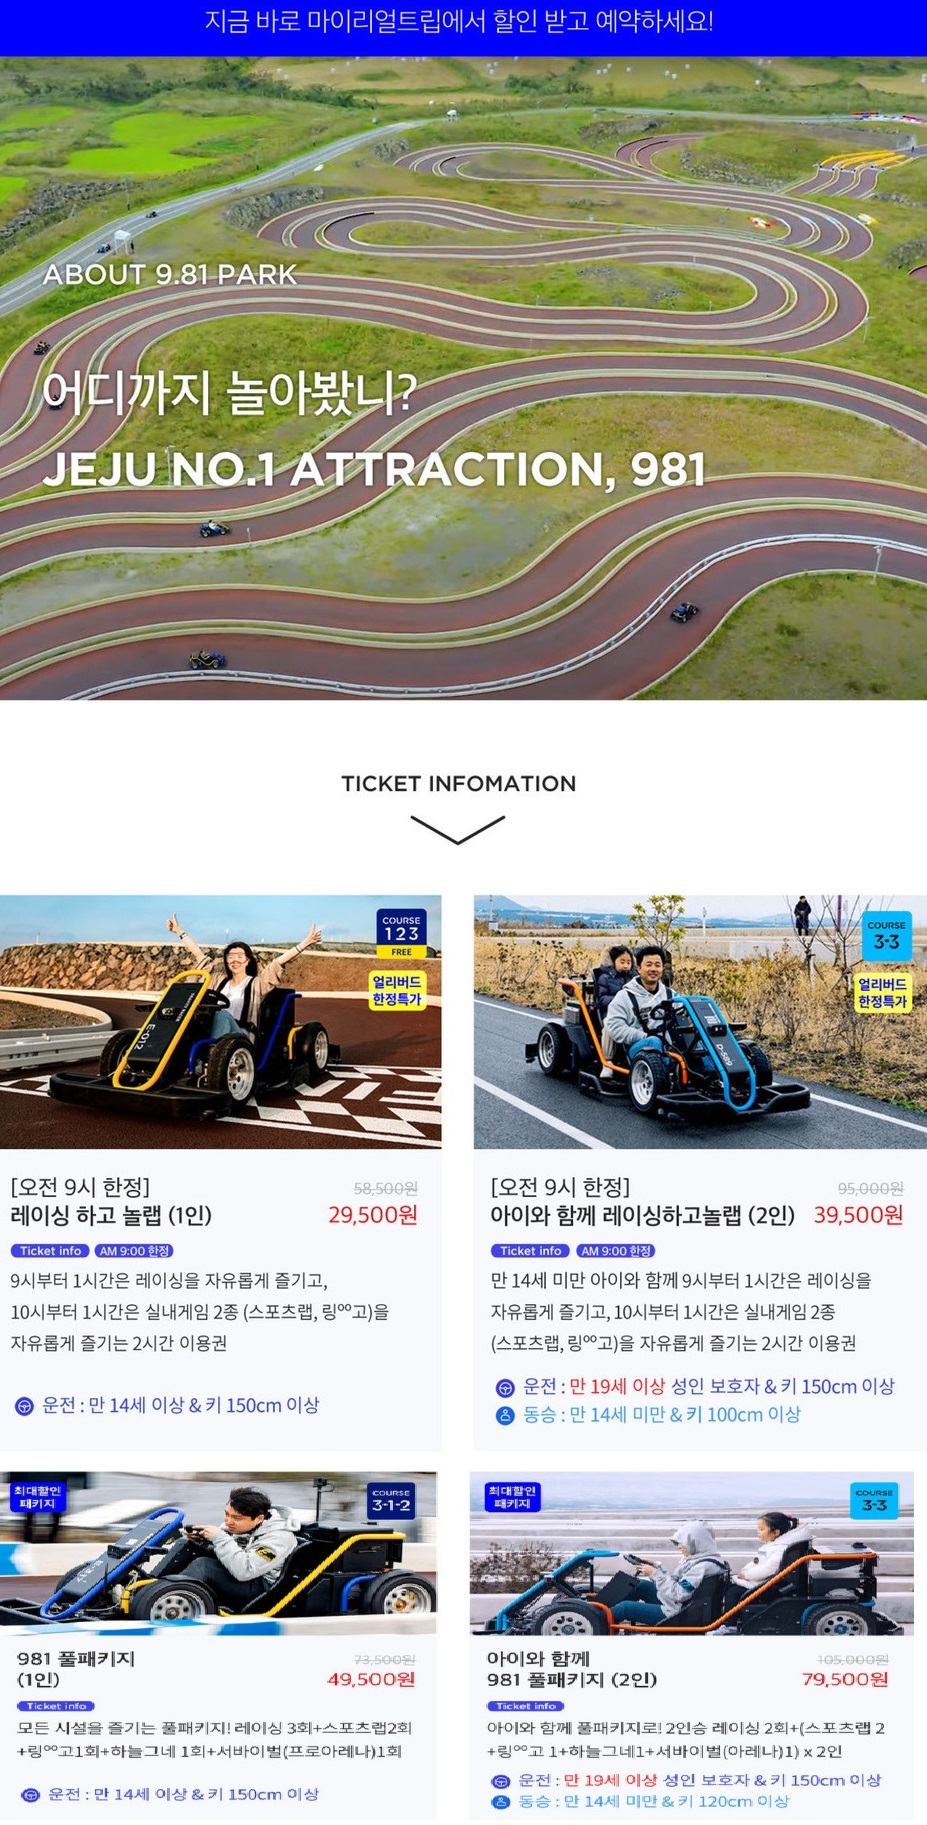 지금 바로 마이리얼트립에서 할인 받고 예약하세요!
ABOUT 9.81 PARK
어디까지 놀아봤니?
JEJU NO.1 ATTRACTION, 981
TICKET INFOMATION
COURSE
1 2 3
FREE
얼리버드
한정특가
E-012
[오전 9시 한정]
58,500원
레이싱 하고 놀랩 (1인)
29,500원
Ticket info AM 9:00 한정
9시부터 1시간은 레이싱을 자유롭게 즐기고,
10시부터 1시간은 실내게임 2종 (스포츠랩, 링ºº고)을
자유롭게 즐기는 2시간 이용권
운전 : 만 14세 이상 & 키 150cm 이상
COURSE
3-3
얼리버드
한정특가
D-589
[오전 9시 한정]
95,000원
아이와 함께 레이싱하고놀랩 (2인)
39,500원
Ticket info AM 9:00 한정
만 14세 미만 아이와 함께 9시부터 1시간은 레이싱을
자유롭게 즐기고, 10시부터 1시간은 실내게임 2종
(스포츠랩, 링ºº고)을 자유롭게 즐기는 2시간 이용권
운전 : 만 19세 이상 성인 보호자 & 키 150cm 이상
동승 : 만 14세 미만 & 키 100cm 이상
최대할인
패키지
COURSE
3-1-2
981 풀패키지
73,500원
(1인)
49,500원
Ticket info
모든 시설을 즐기는 풀패키지! 레이싱 3회+스포츠랩2회
+링ºº고1회+하늘그네 1회+서바이벌(프로아레나)1회
운전 : 만 14세 이상 & 키 150cm 이상
최대할인
패키지
COURSE
3-3
아이와 함께
105,000원
981 풀패키지 (2인)
79,500원
Ticket info
아이와 함께 풀패키지로! 2인승 레이싱 2회+(스포츠랩 2
+링ºº고 1+하늘그네1+서바이벌(아레나)1) x 2인
운전 : 만 19세 이상 성인 보호자 & 키 150cm 이상
동승 : 만 14세 미만 & 키 120cm 이상